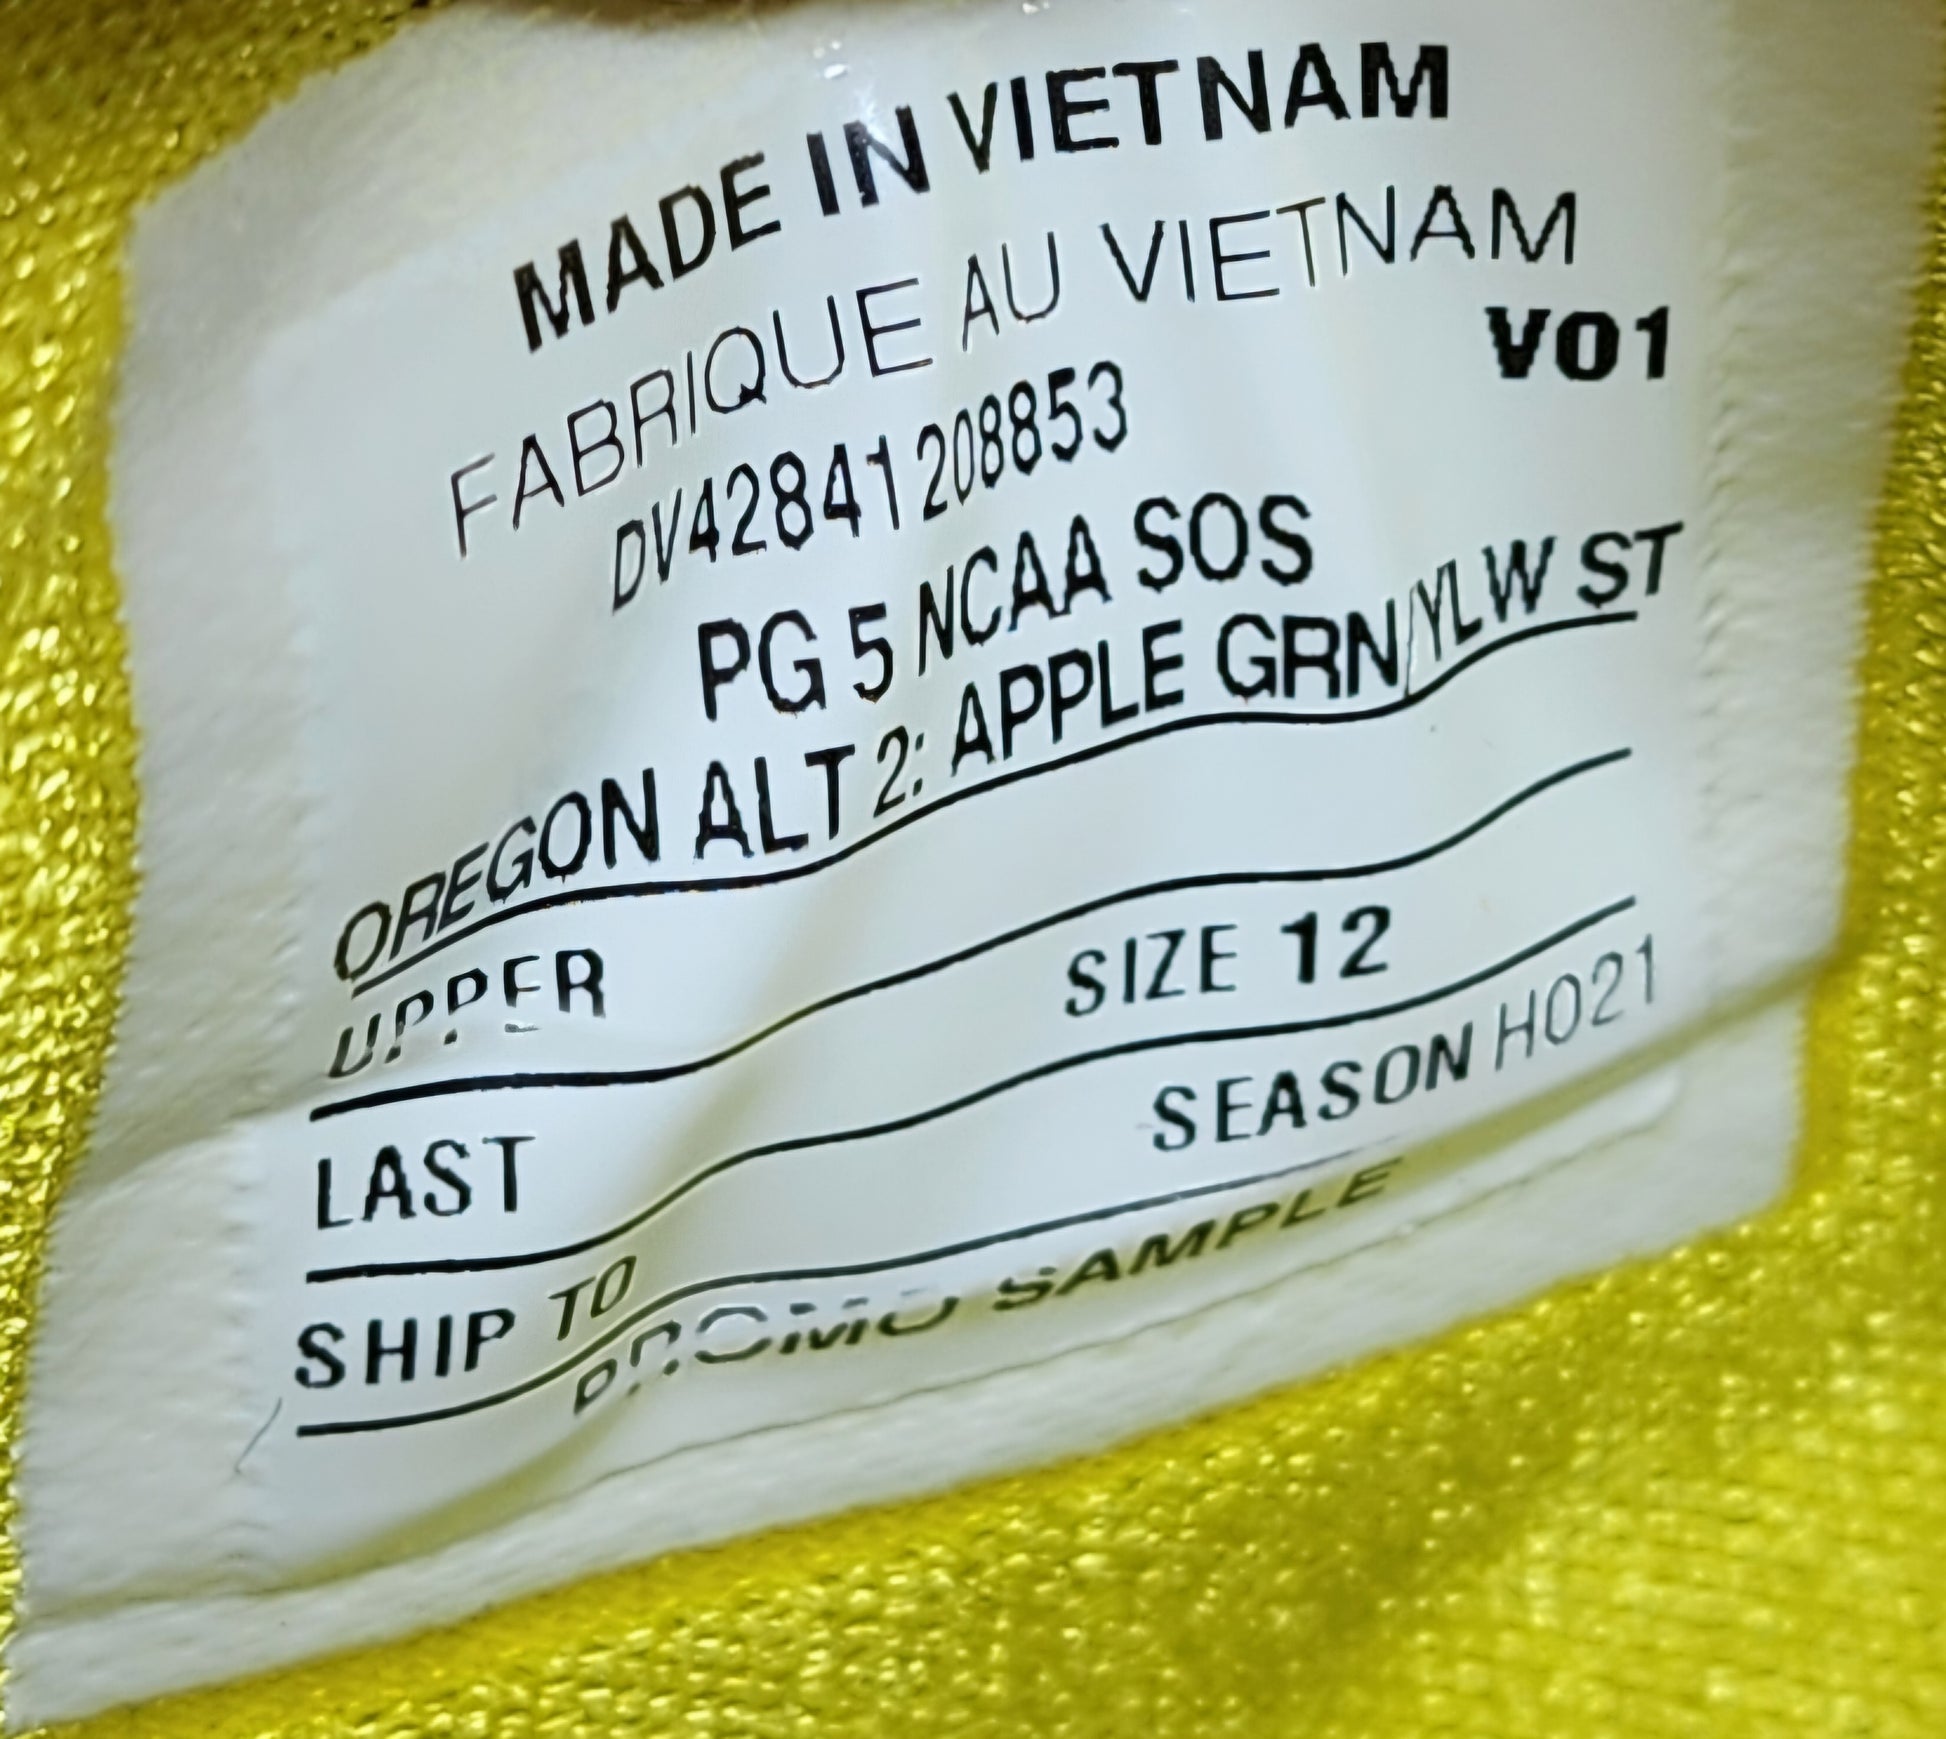 MADE IN VIETNAM
FABRIQUE AU VIETNAM
V01
DV42841208853
PG 5 NCAA SOS
OREGON ALT 2: APPLE GRN/YLW ST
UPPER SIZE 12
LAST SEASON HO21
SHIP TO
PROMO SAMPLE